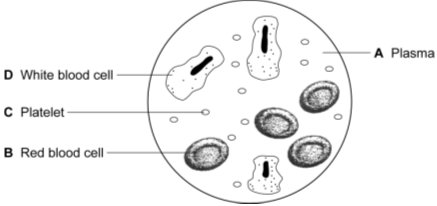 A Plasma
D White blood cell
C Platelet
B Red blood cell